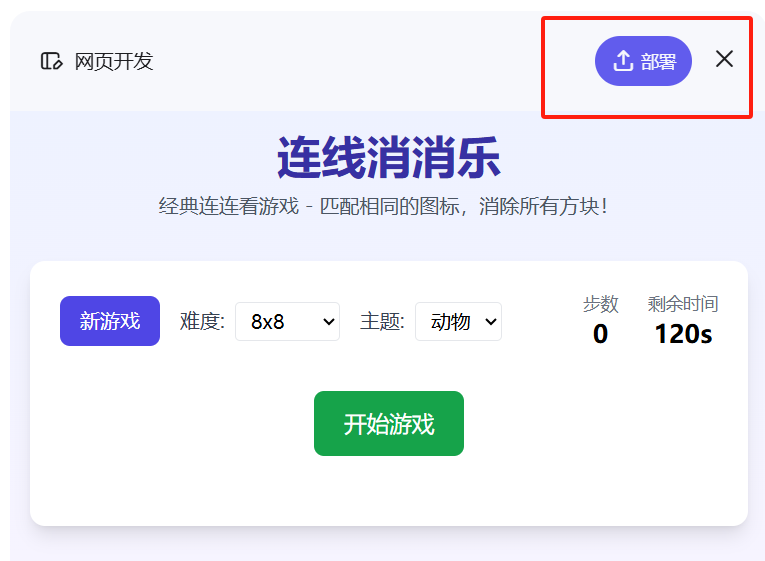 网页开发
部署
连线消消乐
经典连连看游戏 - 匹配相同的图标，消除所有方块！
新游戏 难度: 8x8 主题: 动物
步数 剩余时间
0 120s
开始游戏